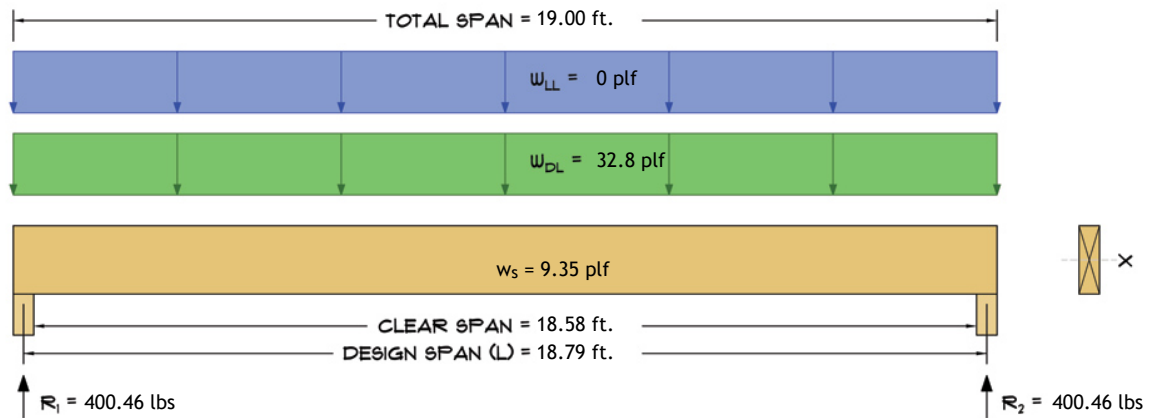 TOTAL SPAN = 19.00 ft.
WLL = 0 plf
WDL = 32.8 plf
ws = 9.35 plf
X
CLEAR SPAN = 18.58 ft.
DESIGN SPAN (L) = 18.79 ft.
R1 = 400.46 lbs
R2 = 400.46 lbs